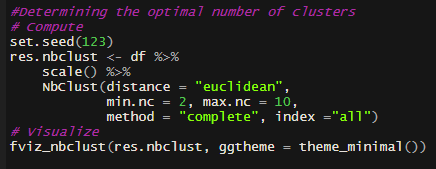 #Determining the optimal number of clusters
# Compute
set.seed(123)
res.nbclust <- df %>%
    scale() %>%
    NbClust(distance = "euclidean",
            min.nc = 2, max.nc = 10,
            method = "complete", index ="all")
# Visualize
fviz_nbclust(res.nbclust, ggtheme = theme_minimal())